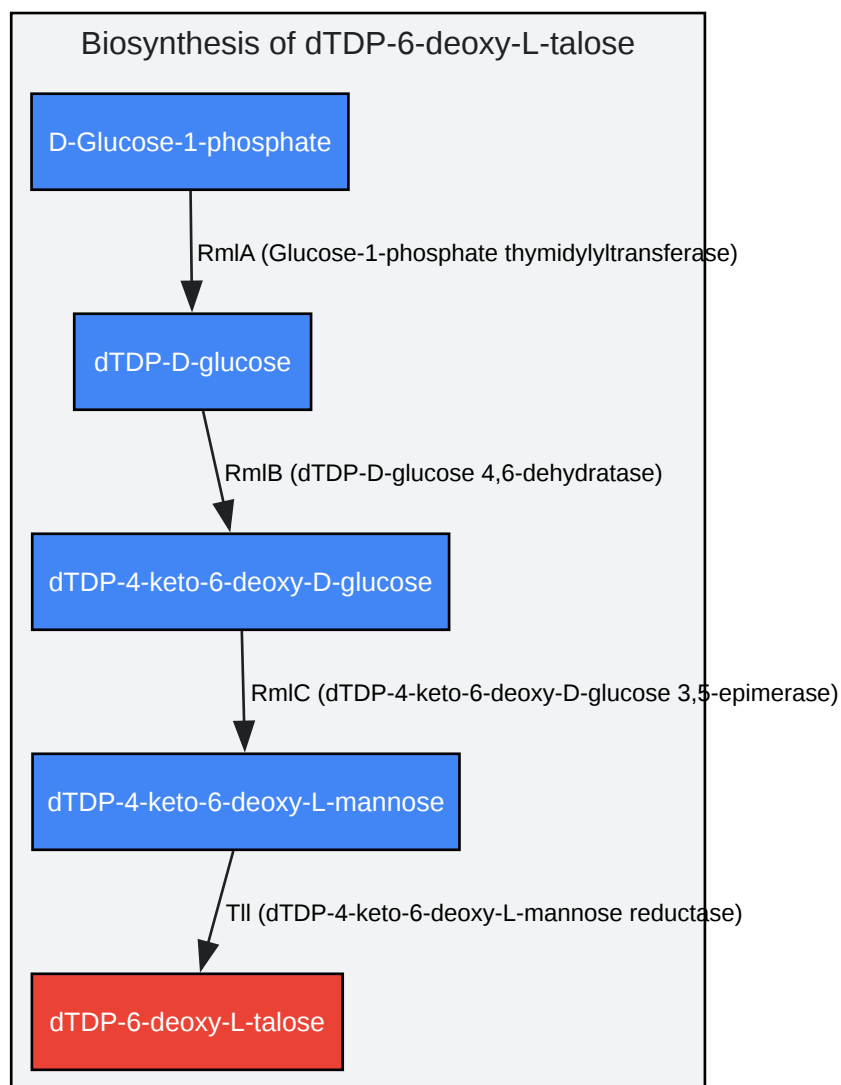 Biosynthesis of dTDP-6-deoxy-L-talose
D-Glucose-1-phosphate
RmlA (Glucose-1-phosphate thymidylyltransferase)
dTDP-D-glucose
RmlB (dTDP-D-glucose 4,6-dehydratase)
dTDP-4-keto-6-deoxy-D-glucose
RmlC (dTDP-4-keto-6-deoxy-D-glucose 3,5-epimerase)
dTDP-4-keto-6-deoxy-L-mannose
Tll (dTDP-4-keto-6-deoxy-L-mannose reductase)
dTDP-6-deoxy-L-talose